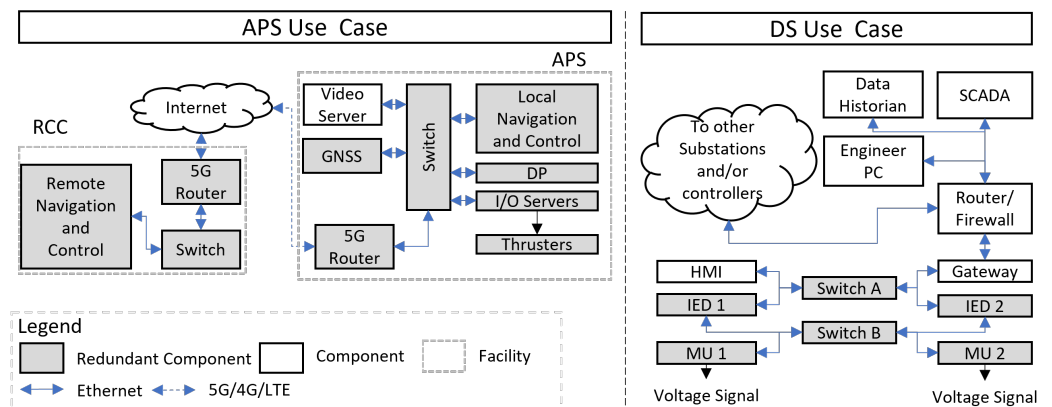 APS Use Case
APS
RCC
Internet
Video
Server
GNSS
Switch
Local
Navigation
and Control
DP
I/O Servers
Thrusters
5G
Router
5G
Router
Switch
Remote
Navigation
and
Control
Legend
Redundant Component
Component
Facility
Ethernet
5G/4G/LTE
DS Use Case
To other
Substations
and/or
controllers
Data
Historian
SCADA
Engineer
PC
Router/
Firewall
Gateway
HMI
IED 1
Switch A
IED 2
Switch B
MU 1
MU 2
Voltage Signal
Voltage Signal